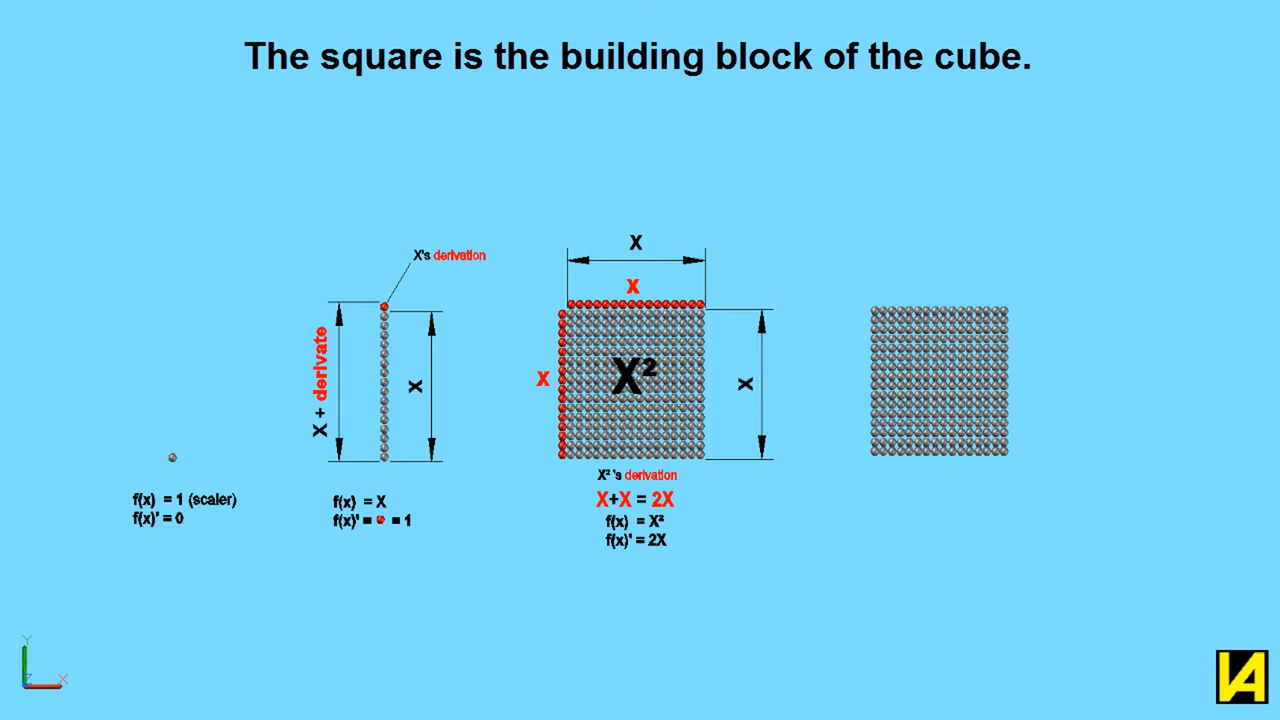 The square is the building block of the cube.
X
X's derivation
X
X + derivate
X
X
X²
X
X² 's derivation
f(x) = 1 (scaler)
f(x)' = 0
f(x) = X
f(x)' = = 1
X+X = 2X
f(x) = X²
f(x)' = 2X
Y
Z
X
VA